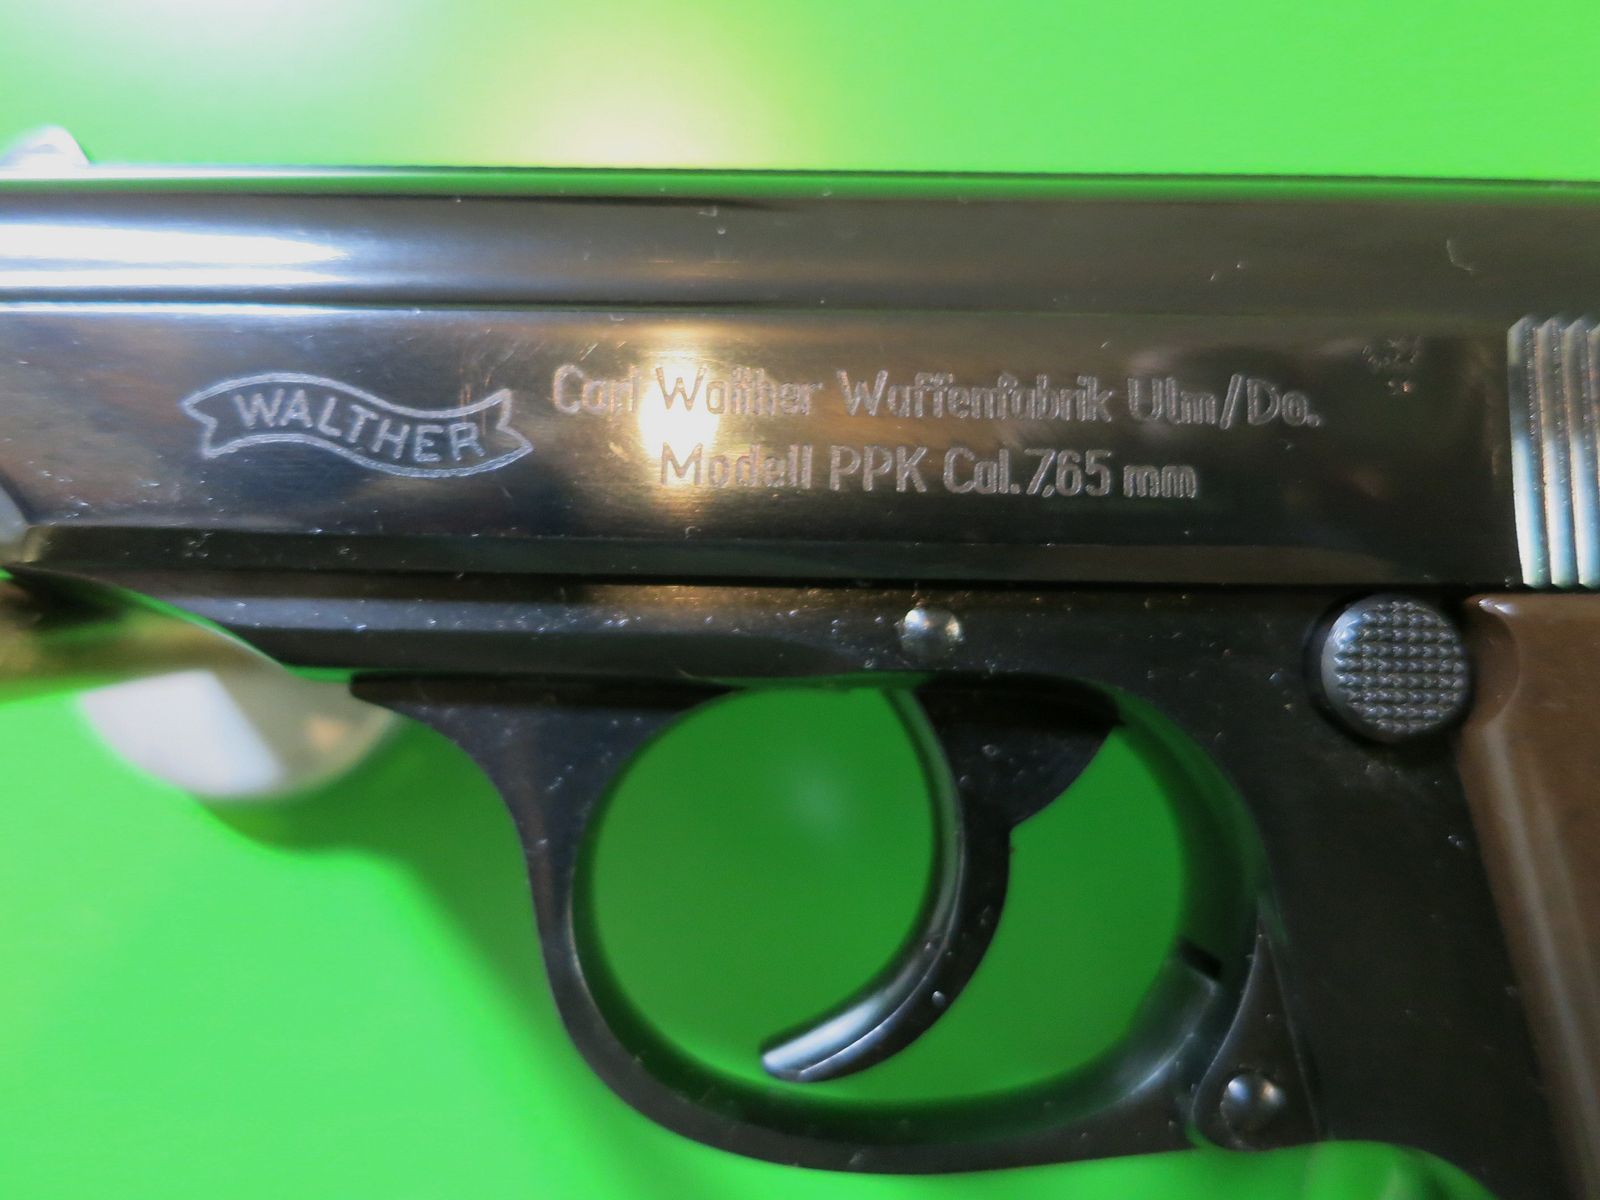 WALTHER
Carl Walther Waffenfabrik Ulm/Do.
Modell PPK Cal.7,65 mm